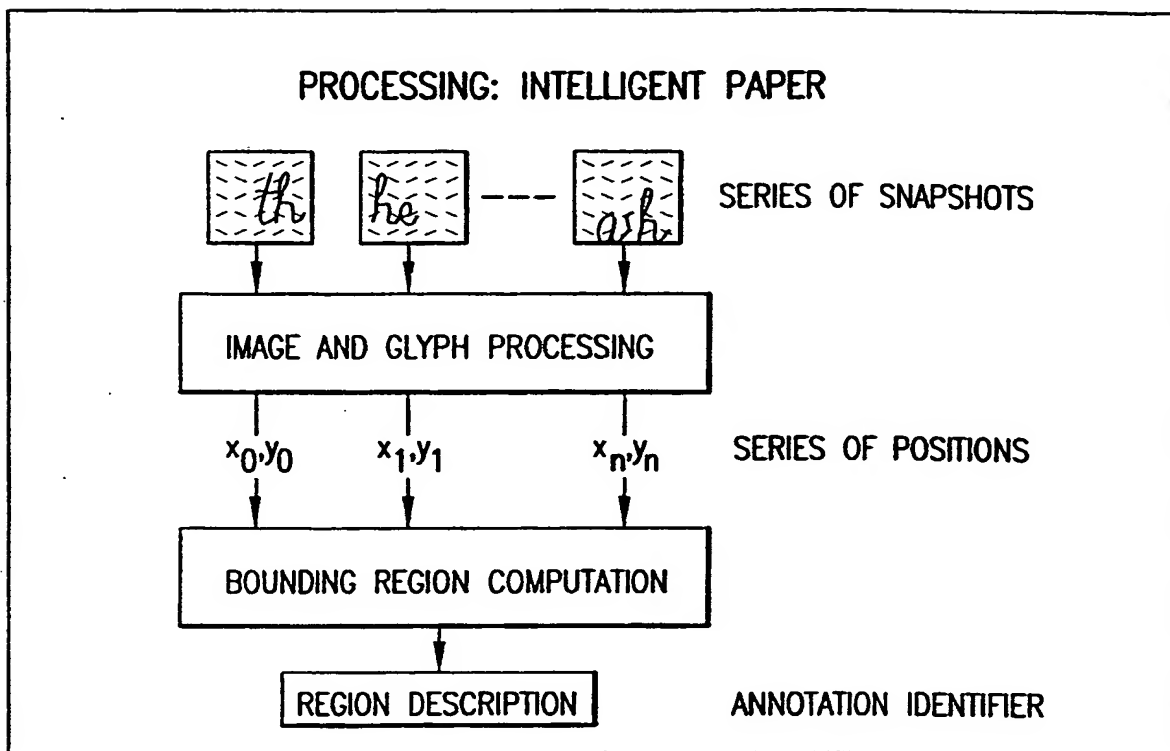 PROCESSING: INTELLIGENT PAPER
th he ash SERIES OF SNAPSHOTS
IMAGE AND GLYPH PROCESSING
x0,y0 x1,y1 xn,yn SERIES OF POSITIONS
BOUNDING REGION COMPUTATION
REGION DESCRIPTION ANNOTATION IDENTIFIER